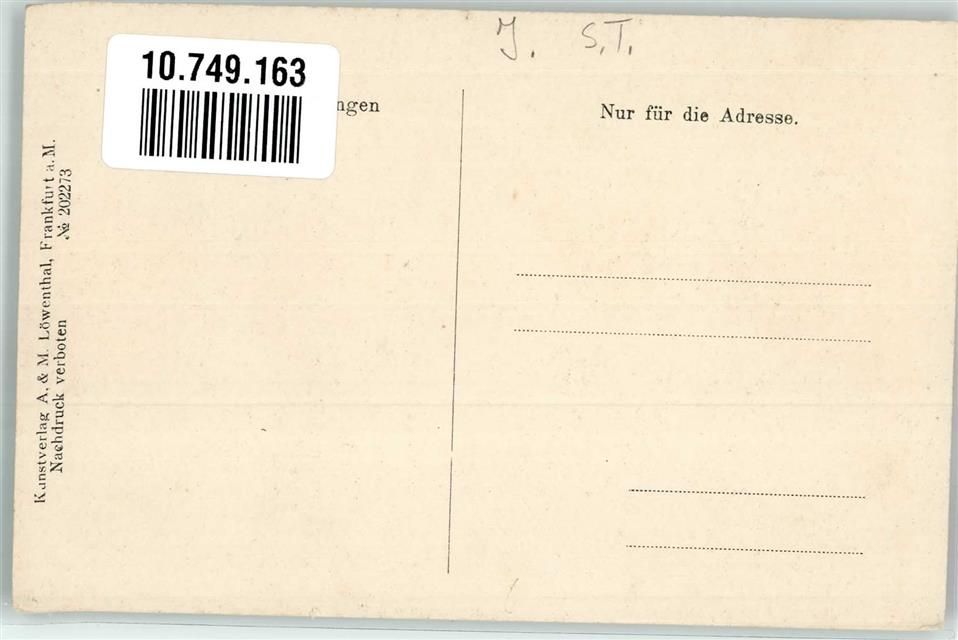 J. S.T.
10.749.163
ngen
Nur für die Adresse.
Kunstverlag A. & M. Löwenthal, Frankfurt a. M.
Nachdruck verboten № 202273